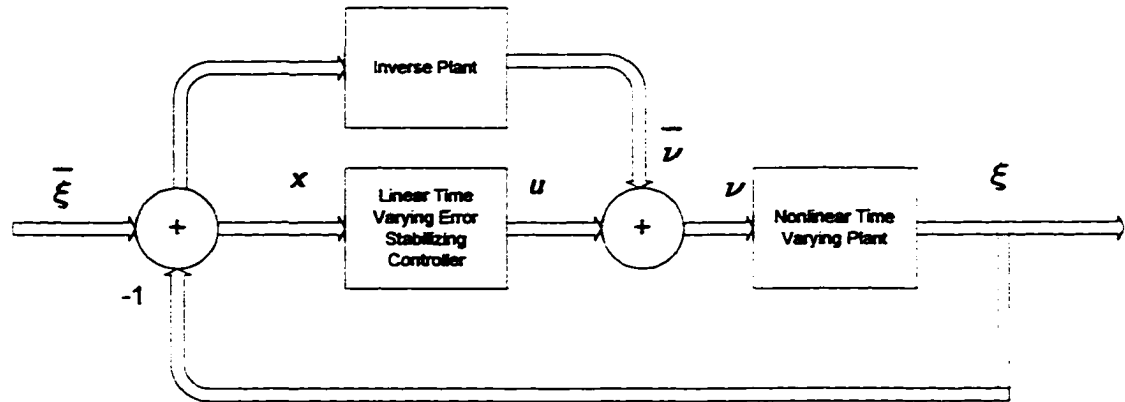 Inverse Plant
ξ̄
x
Linear Time
Varying Error
Stabilizing
Controller
u
ν̄
ν
Nonlinear Time
Varying Plant
ξ
+
+
-1